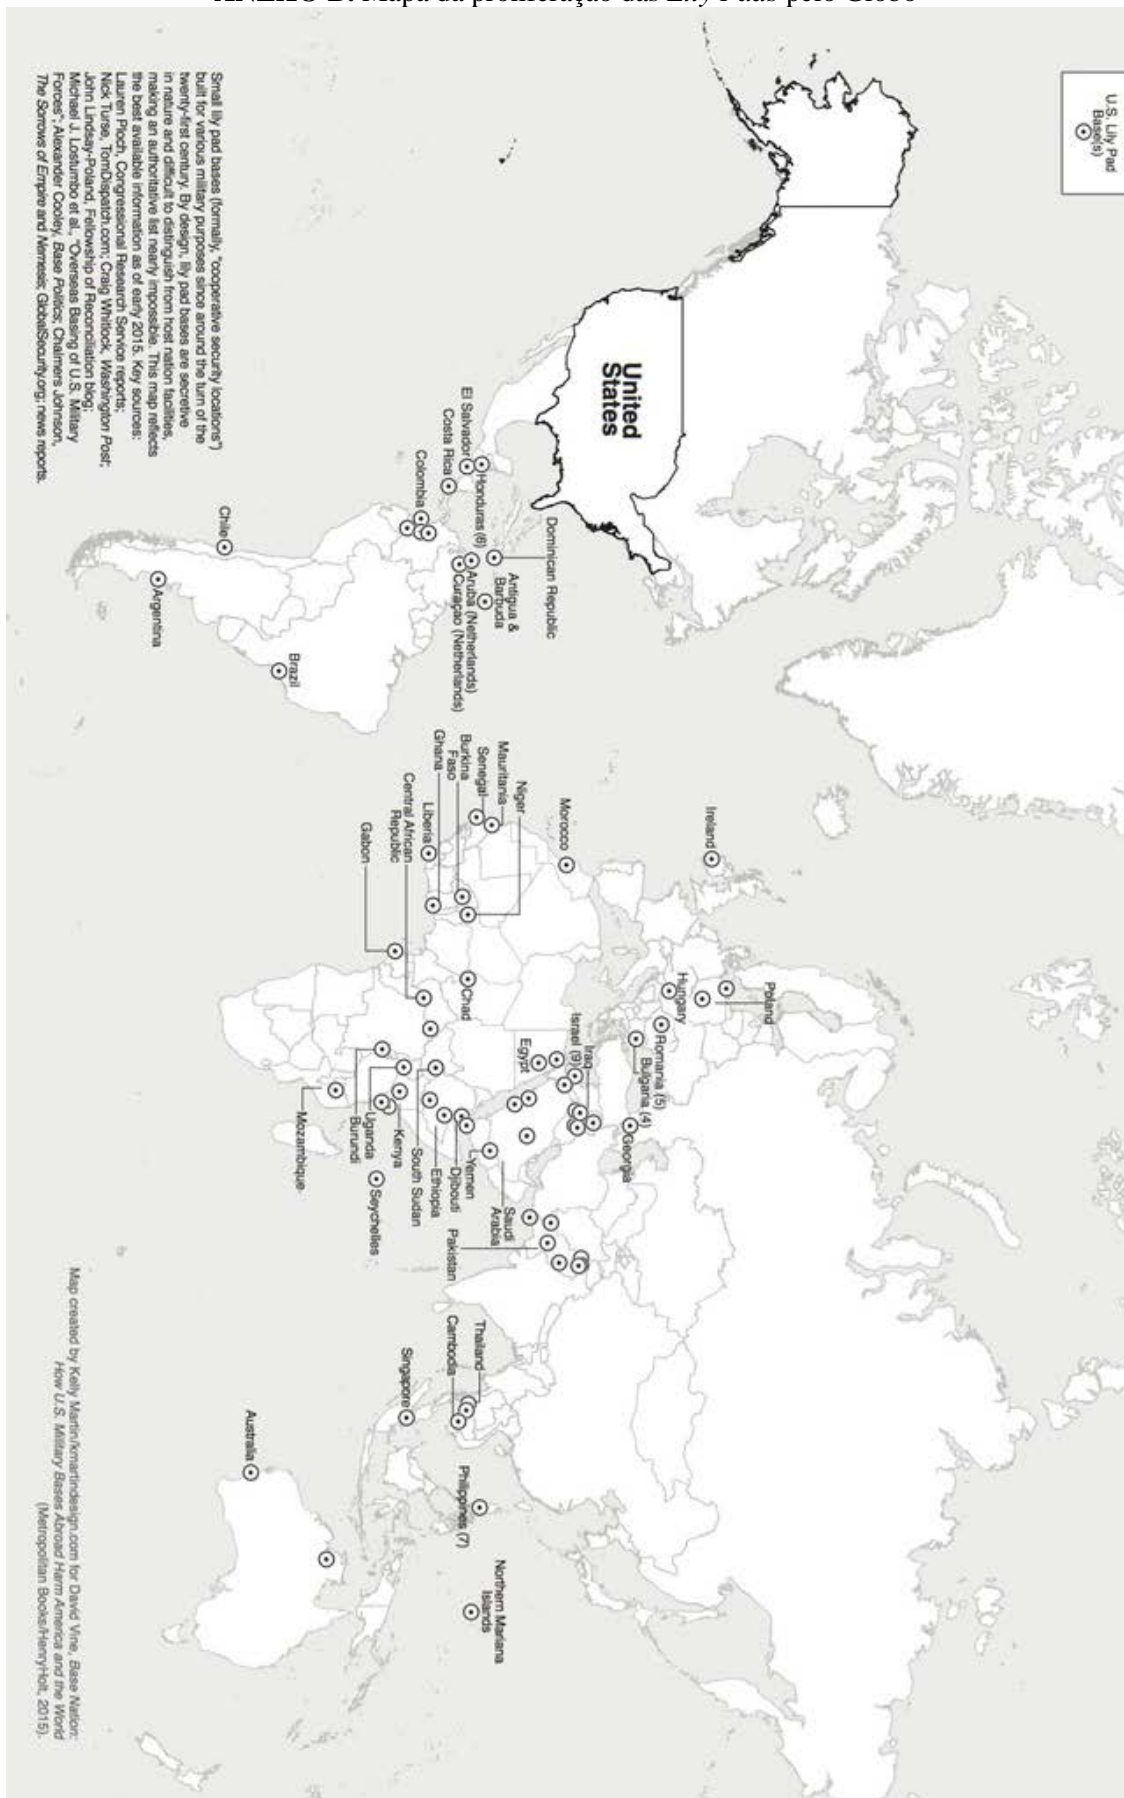 ANEXO B: Mapa da proliferação das Lily Pads pelo Globo
U.S. Lily Pad
Base(s)
United
States
Dominican Republic
Antigua &
Barbuda
Honduras (6)
El Salvador
Costa Rica
Aruba (Netherlands)
Curaçao (Netherlands)
Colombia
Chile
Argentina
Brazil
Ireland
Morocco
Niger
Mauritania
Senegal
Burkina
Faso
Ghana
Liberia
Central African
Republic
Gabon
Chad
Poland
Hungary
Romania (5)
Bulgaria (4)
Georgia
Iraq
Israel (9)
Egypt
Saudi
Arabia
Yemen
Djibouti
Ethiopia
South Sudan
Kenya
Uganda
Burundi
Mozambique
Seychelles
Pakistan
Thailand
Cambodia
Singapore
Philippines (7)
Northern Mariana
Islands
Australia
Small lily pad bases (formally, "cooperative security locations")
built for various military purposes since around the turn of the
twenty-first century. By design, lily pad bases are secretive
in nature and difficult to distinguish from host nation facilities,
making an authoritative list nearly impossible. This map reflects
the best available information as of early 2015. Key sources:
Lauren Ploch, Congressional Research Service reports;
Nick Turse, TomDispatch.com; Craig Whitlock, Washington Post;
John Lindsay-Poland, Fellowship of Reconciliation blog;
Michael J. Lostumbo et al., "Overseas Basing of U.S. Military
Forces"; Alexander Cooley, Base Politics; Chalmers Johnson,
The Sorrows of Empire and Nemesis; GlobalSecurity.org; news reports.
Map created by Kelly Martin/kmartindesign.com for David Vine, Base Nation:
How U.S. Military Bases Abroad Harm America and the World
(Metropolitan Books/HenryHolt, 2015).